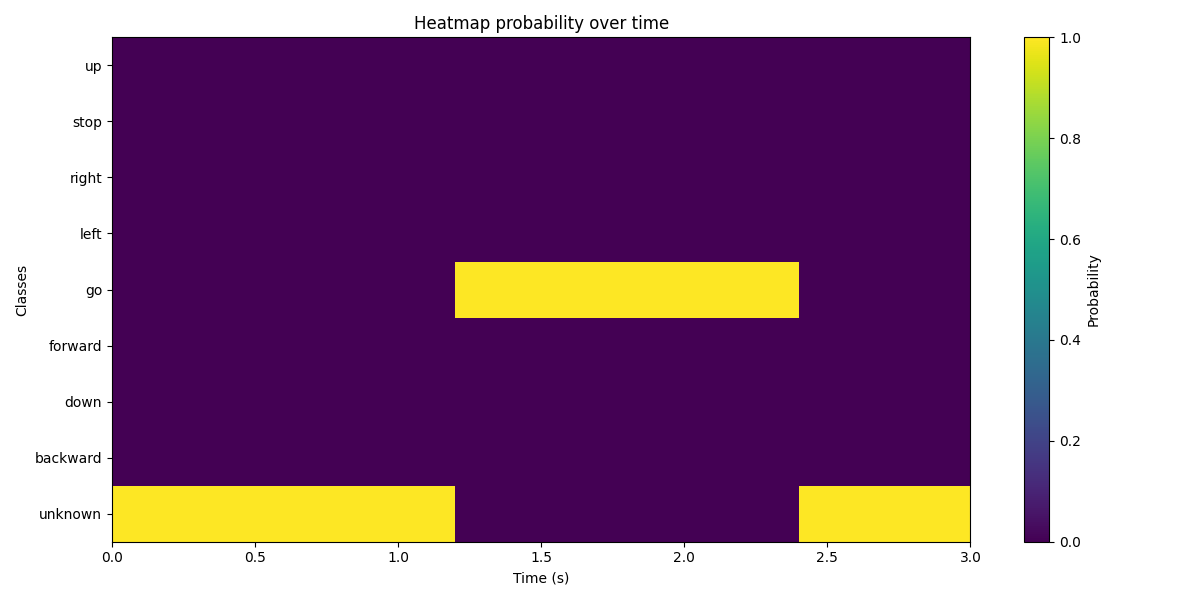 Heatmap probability over time
Classes
up
stop
right
left
go
forward
down
backward
unknown
0.0 0.5 1.0 1.5 2.0 2.5 3.0
Time (s)
1.0
0.8
0.6
0.4
0.2
0.0
Probability